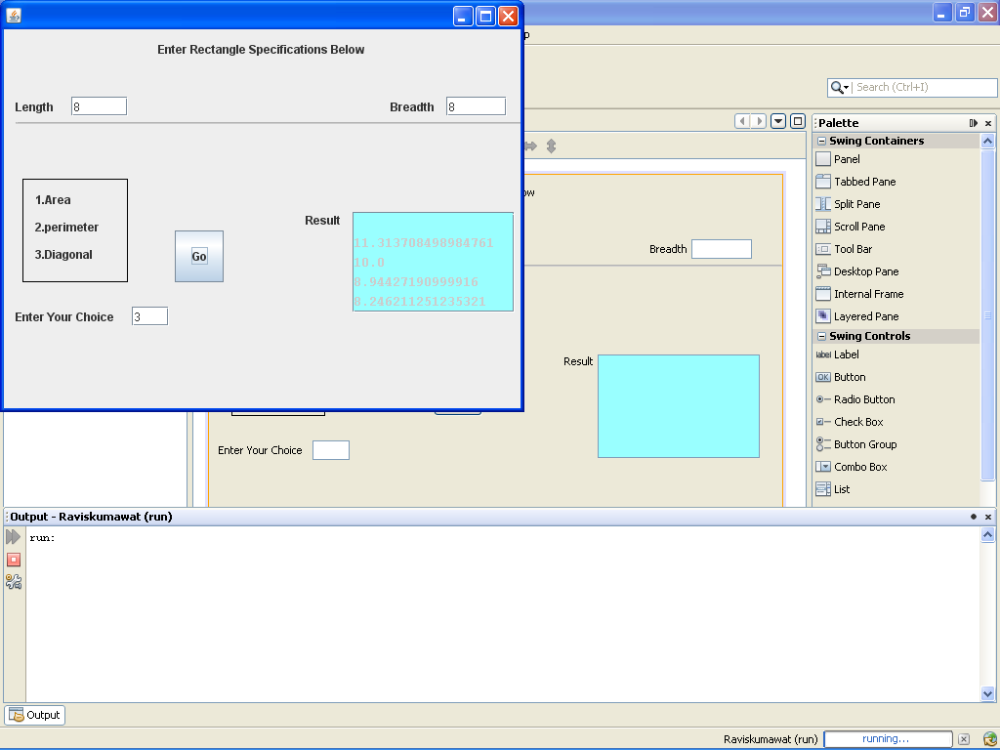 Enter Rectangle Specifications Below
Length 8 Breadth 8
1.Area
2.perimeter
3.Diagonal
Go
Result
11.313708498984761
10.0
8.94427190999916
8.246211251235321
Enter Your Choice 3
Search (Ctrl+I)
Breadth
Result
Enter Your Choice
Palette
Swing Containers
Panel
Tabbed Pane
Split Pane
Scroll Pane
Tool Bar
Desktop Pane
Internal Frame
Layered Pane
Swing Controls
label Label
OK Button
Radio Button
Check Box
Button Group
Combo Box
List
Output - Raviskumawat (run)
run:
Output
Raviskumawat (run) running...